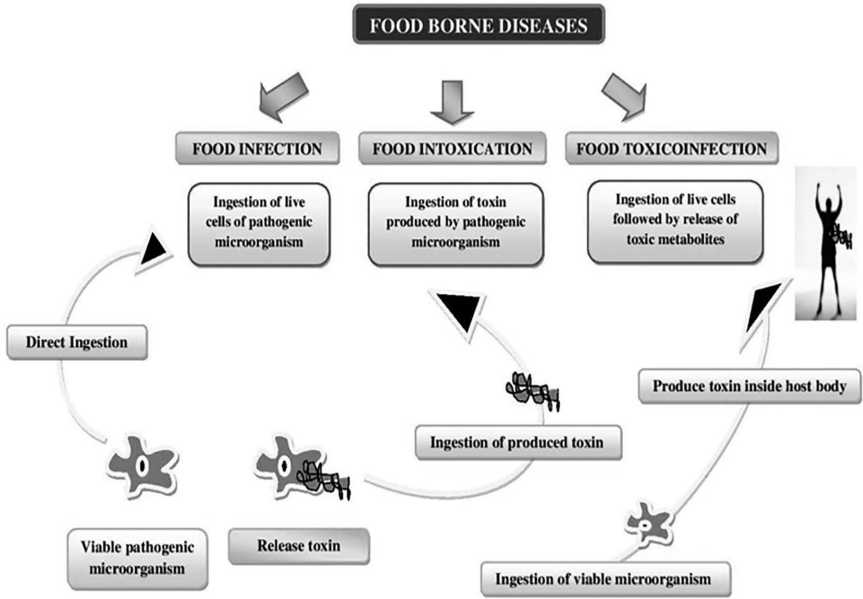 FOOD BORNE DISEASES
FOOD INFECTION
FOOD INTOXICATION
FOOD TOXICOINFECTION
Ingestion of live
cells of pathogenic
microorganism
Ingestion of toxin
produced by pathogenic
microorganism
Ingestion of live cells
followed by release of
toxic metabolites
Direct Ingestion
Produce toxin inside host body
Ingestion of produced toxin
Viable pathogenic
microorganism
Release toxin
Ingestion of viable microorganism